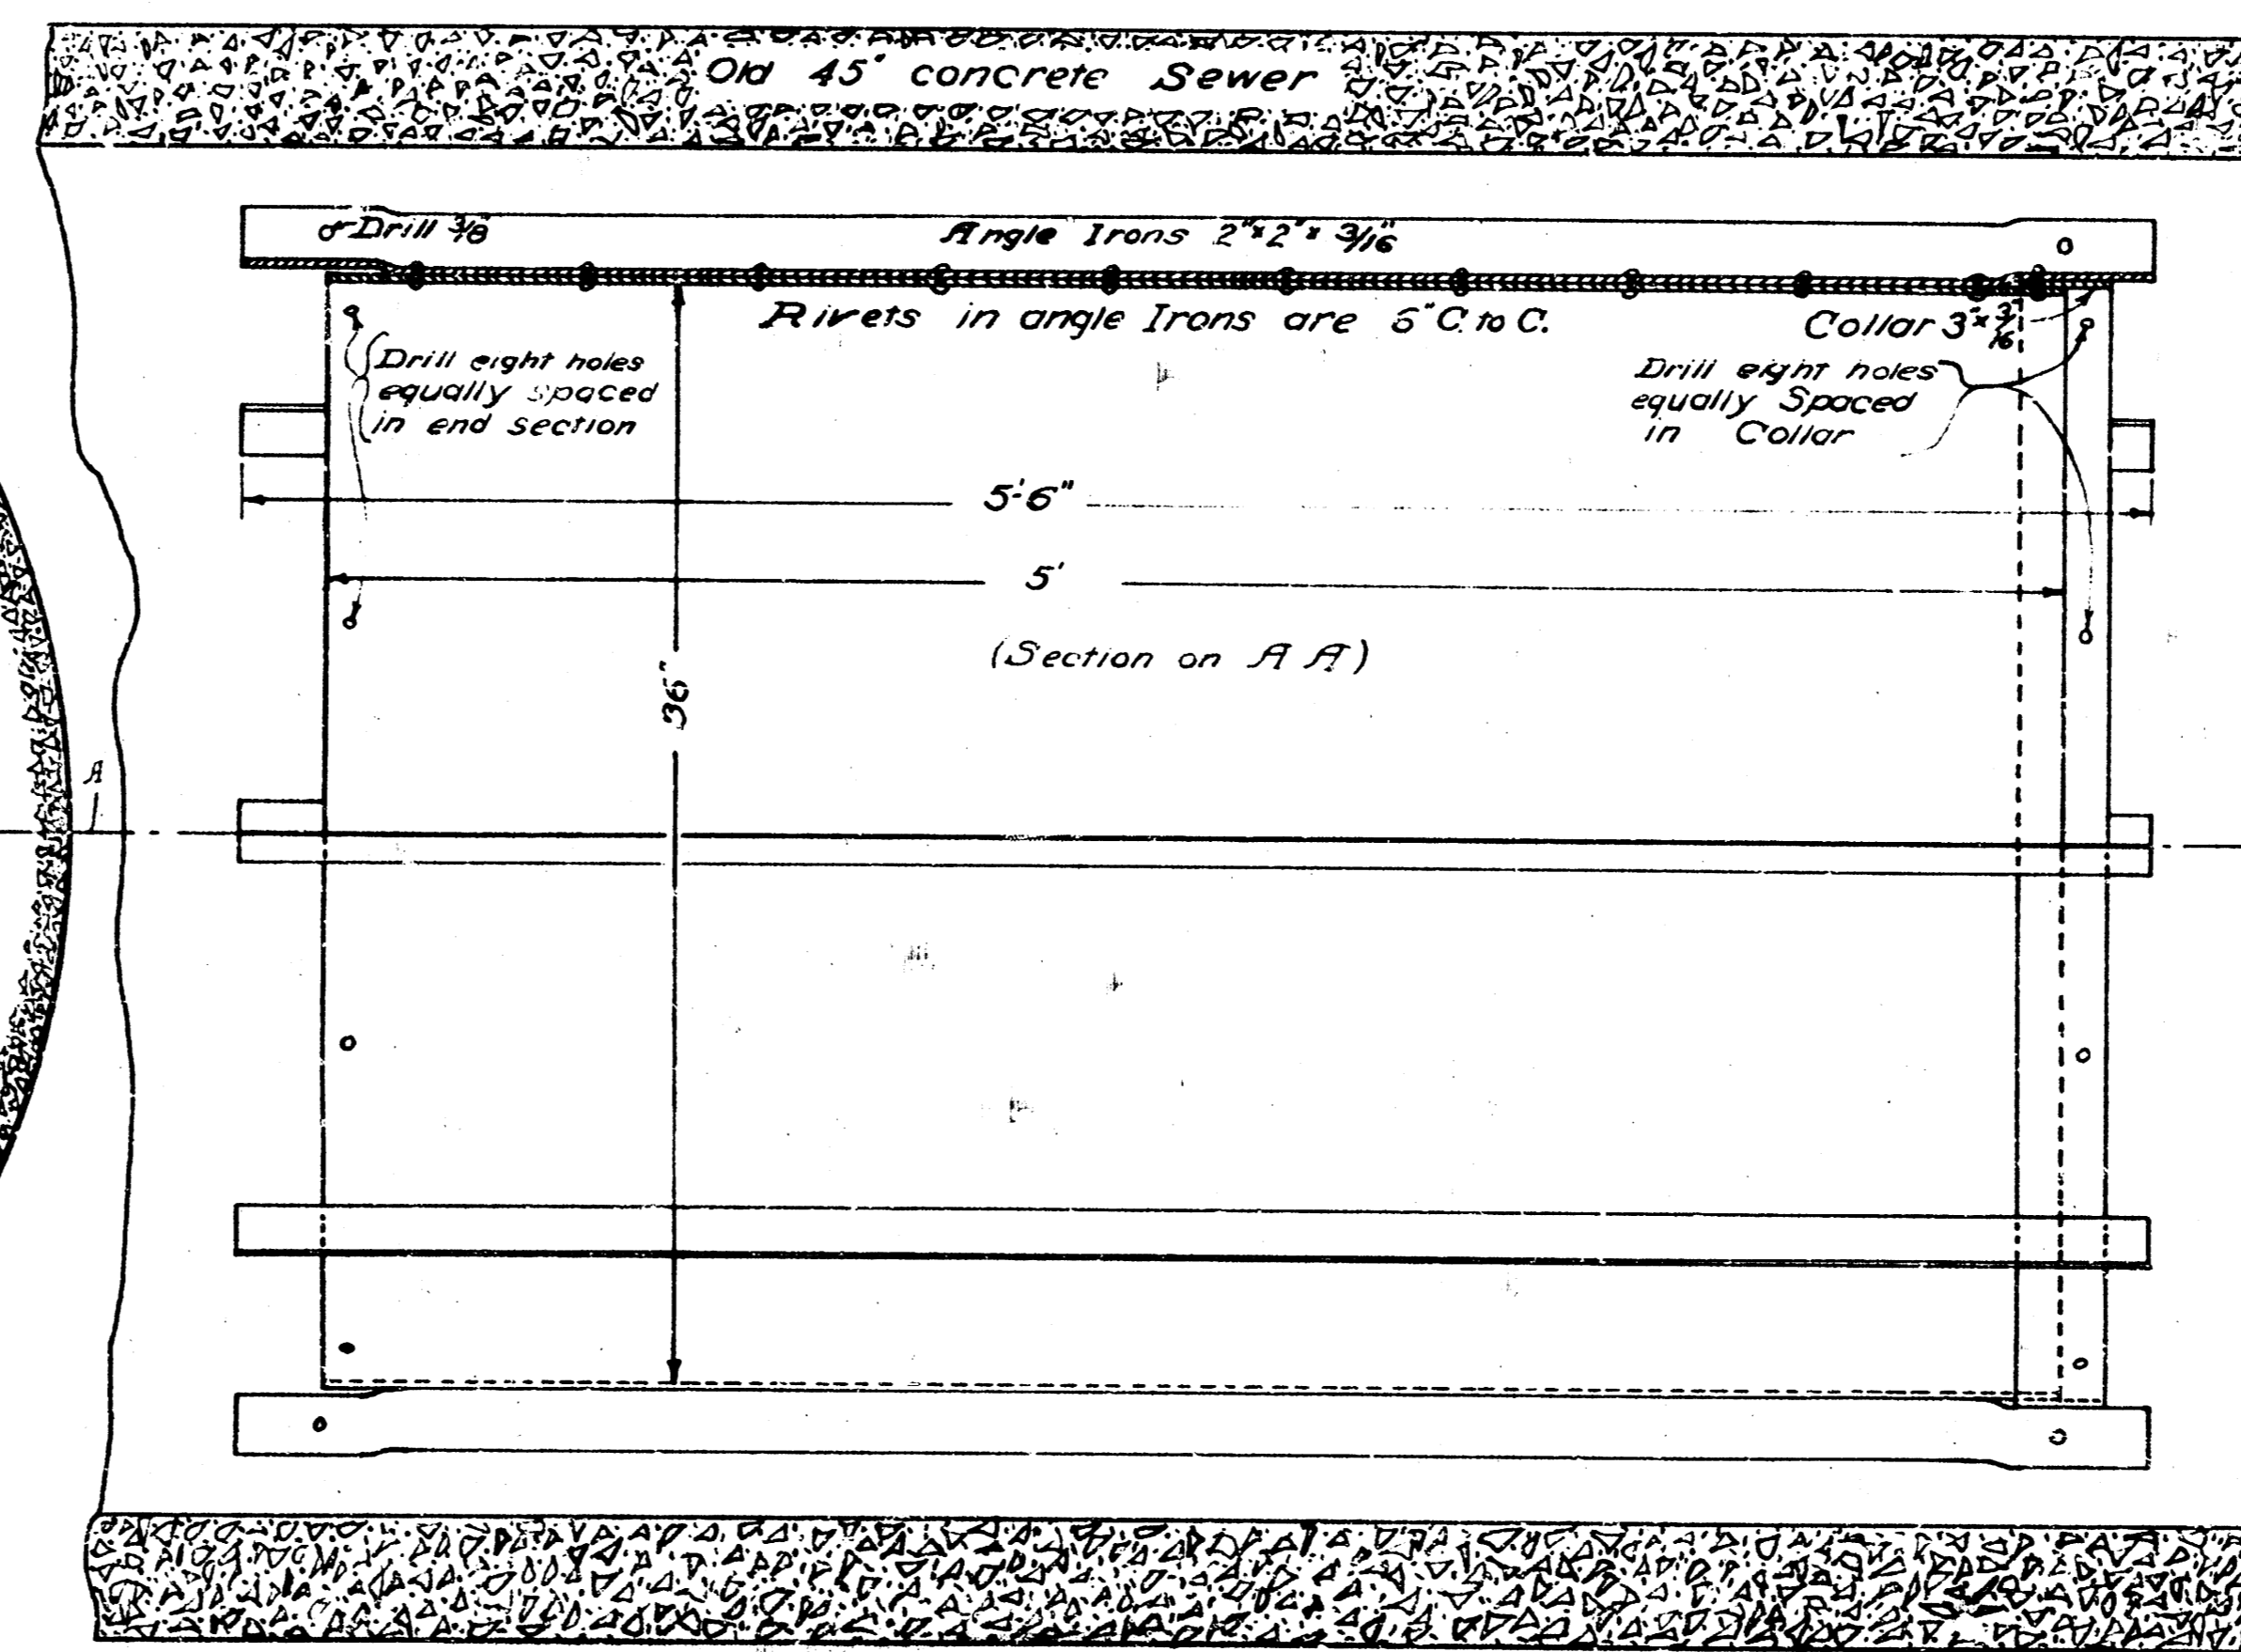 Old 45" concrete Sewer
Drill 3/8"
Angle Irons 2"x2"x 3/16"
Rivets in angle Irons are 6" C. to C.
Collar 3"x 3/16
Drill eight holes
equally spaced
in end section
Drill eight holes
equally Spaced
in Collar
5'-6"
5'
(Section on A A)
36"
A